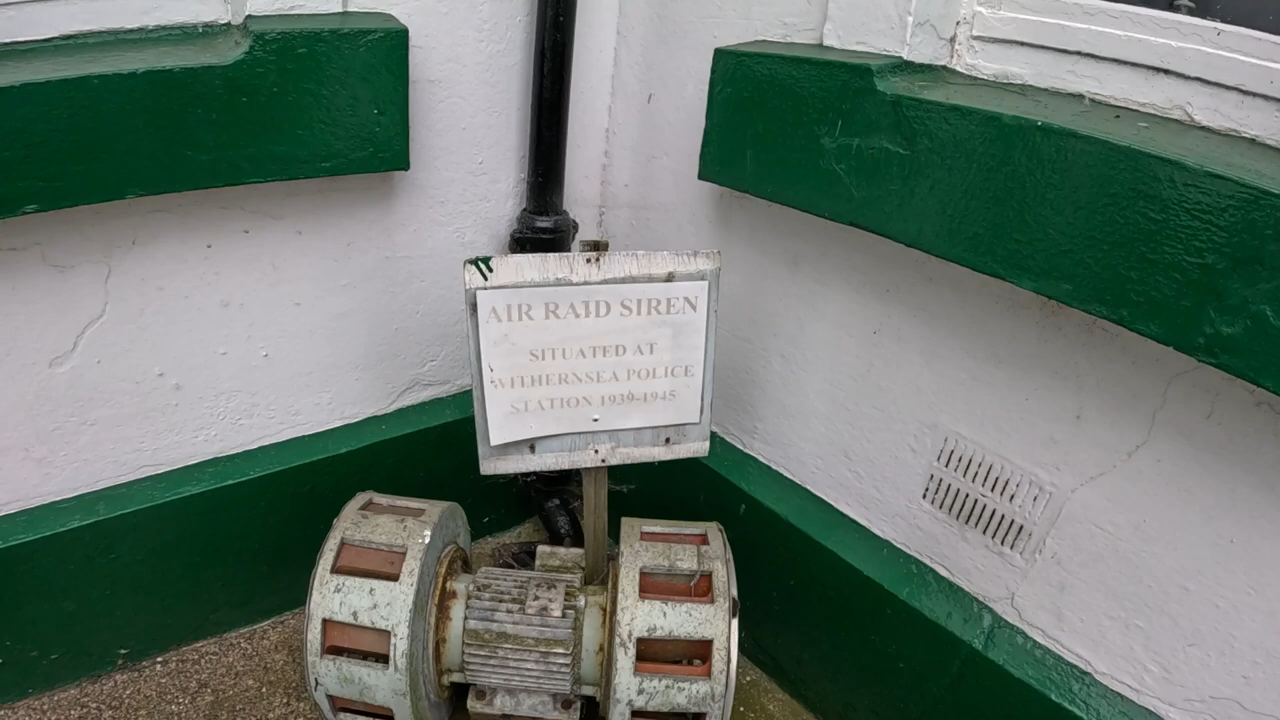 AIR RAID SIREN
SITUATED AT
WITHERNSEA POLICE
STATION 1939-1945